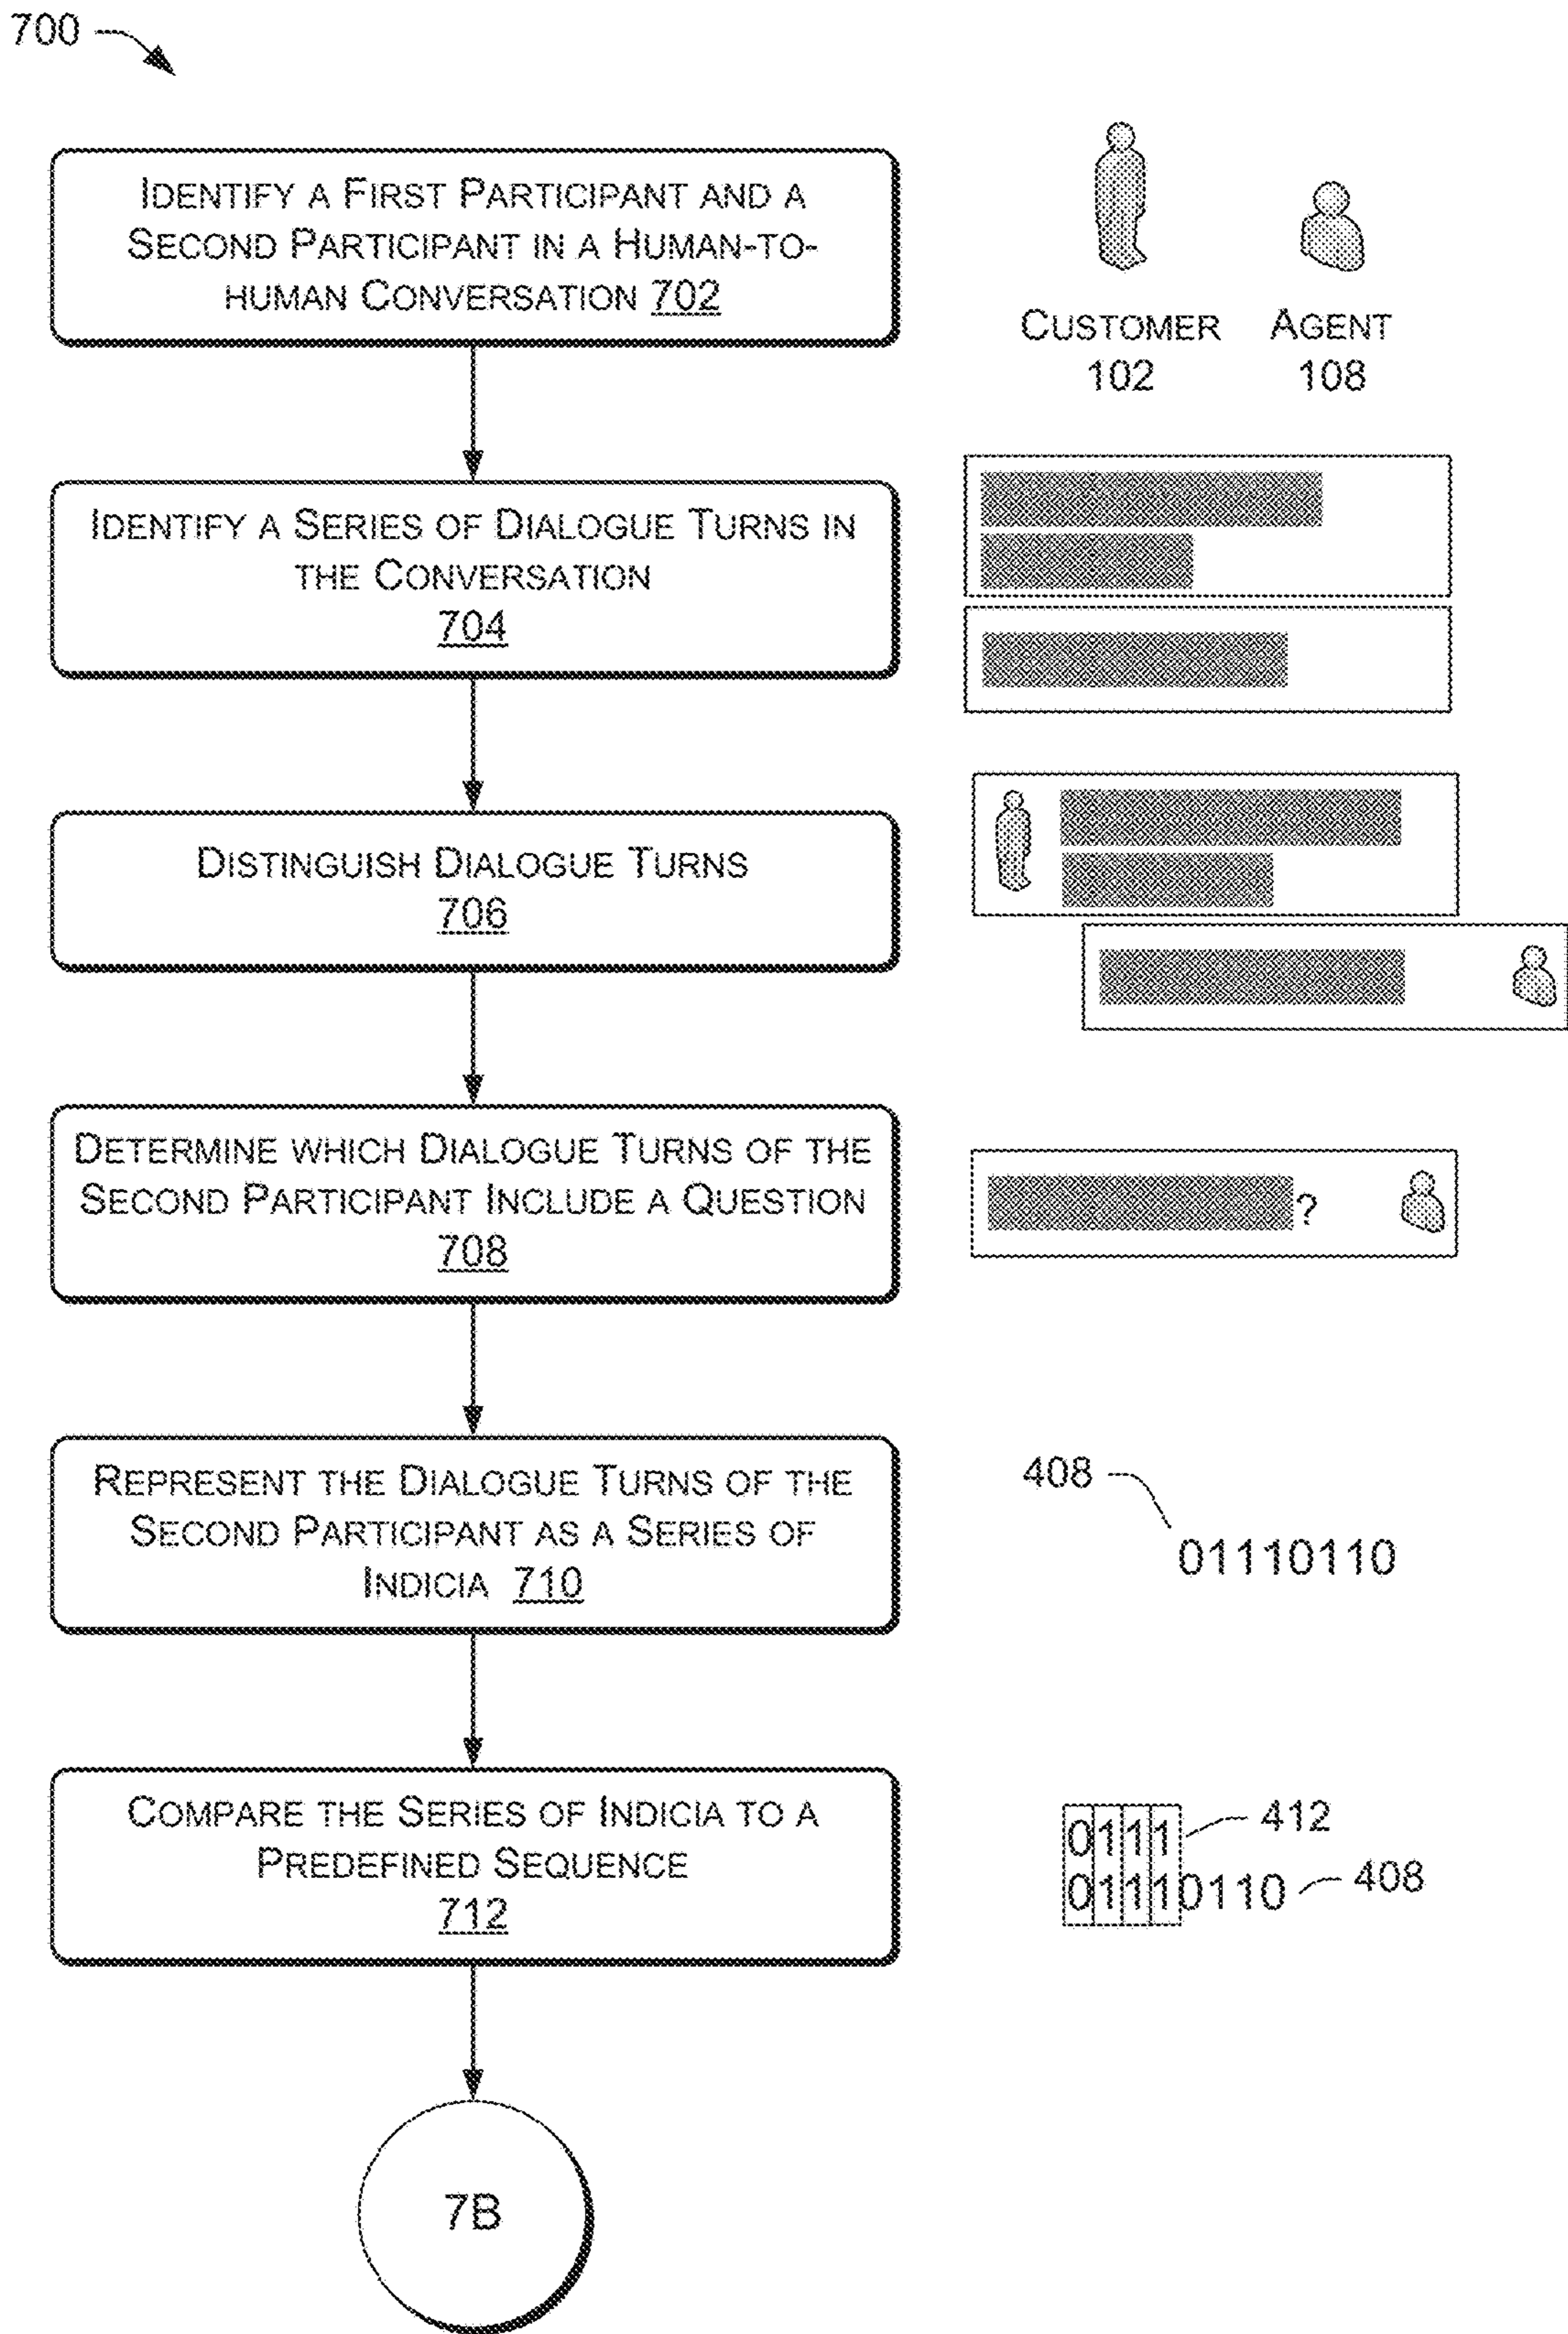 700
Identify a First Participant and a
Second Participant in a Human-to-
human Conversation 702
Customer
102
Agent
108
Identify a Series of Dialogue Turns in
the Conversation
704
Distinguish Dialogue Turns
706
Determine which Dialogue Turns of the
Second Participant Include a Question
708
?
Represent the Dialogue Turns of the
Second Participant as a Series of
Indicia 710
408
01110110
Compare the Series of Indicia to a
Predefined Sequence
712
0111
412
01110110
408
7B